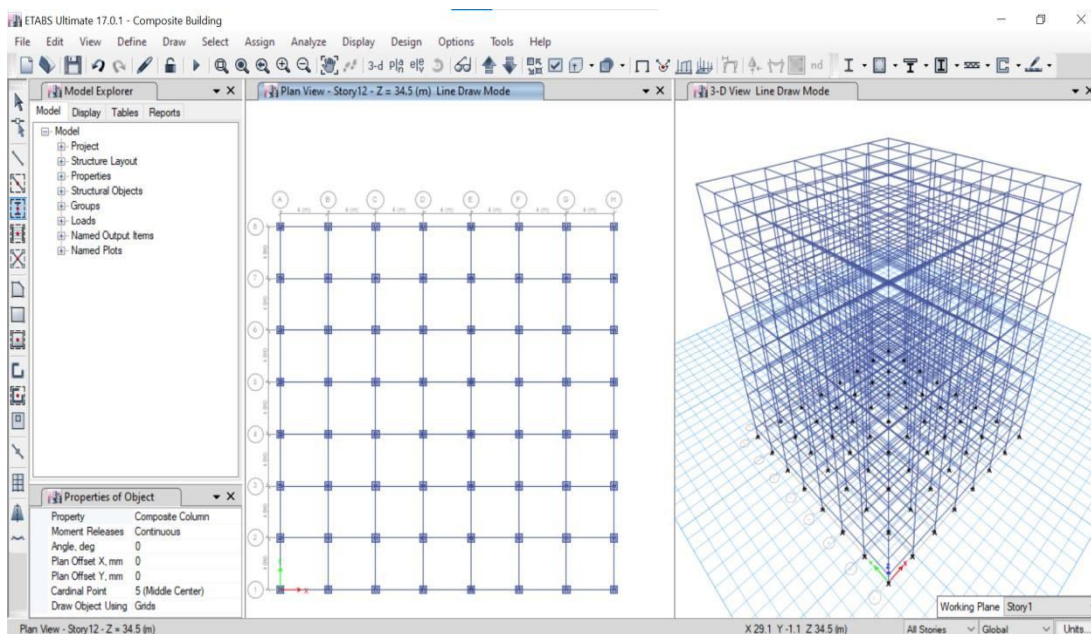 ETABS Ultimate 17.0.1 - Composite Building
File Edit View Define Draw Select Assign Analyze Display Design Options Tools Help
3-d
nd
Model Explorer
Model Display Tables Reports
Model
Project
Structure Layout
Properties
Structural Objects
Groups
Loads
Named Output Items
Named Plots
Properties of Object
Property Composite Column
Moment Releases Continuous
Angle, deg 0
Plan Offset X, mm 0
Plan Offset Y, mm 0
Cardinal Point 5 (Middle Center)
Draw Object Using Grids
Plan View - Story12 - Z = 34.5 (m) Line Draw Mode
A B C D E F G H
8
7
6
5
4
3
2
1
X
3-D View Line Draw Mode
Working Plane Story1
Plan View - Story12 - Z = 34.5 (m)
X 29.1 Y -1.1 Z 34.5 (m)
All Stories Global Units...